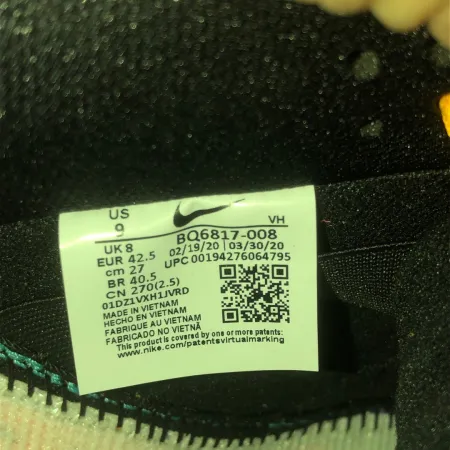 US
9
VH
UK 8
BQ6817-008
EUR 42.5
02/19/20 03/30/20
cm 27
UPC 00194276064795
BR 40.5
CN 270(2.5)
01DZ1VXH1JVRD
MADE IN VIETNAM
HECHO EN VIETNAM
FABRIQUE AU VIETNAM
FABRICADO NO VIETNÃ
This product is covered by one or more patents:
www.nike.com/patentsvirtualmarking